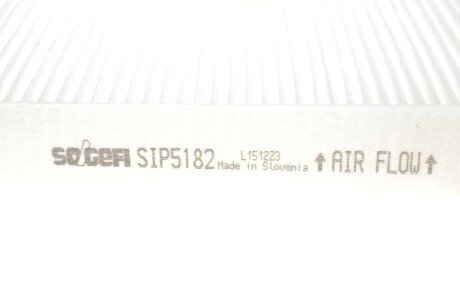 SOGEFI SIP5182 L151223 ↑ AIR FLOW ↑
Made in Slovenia